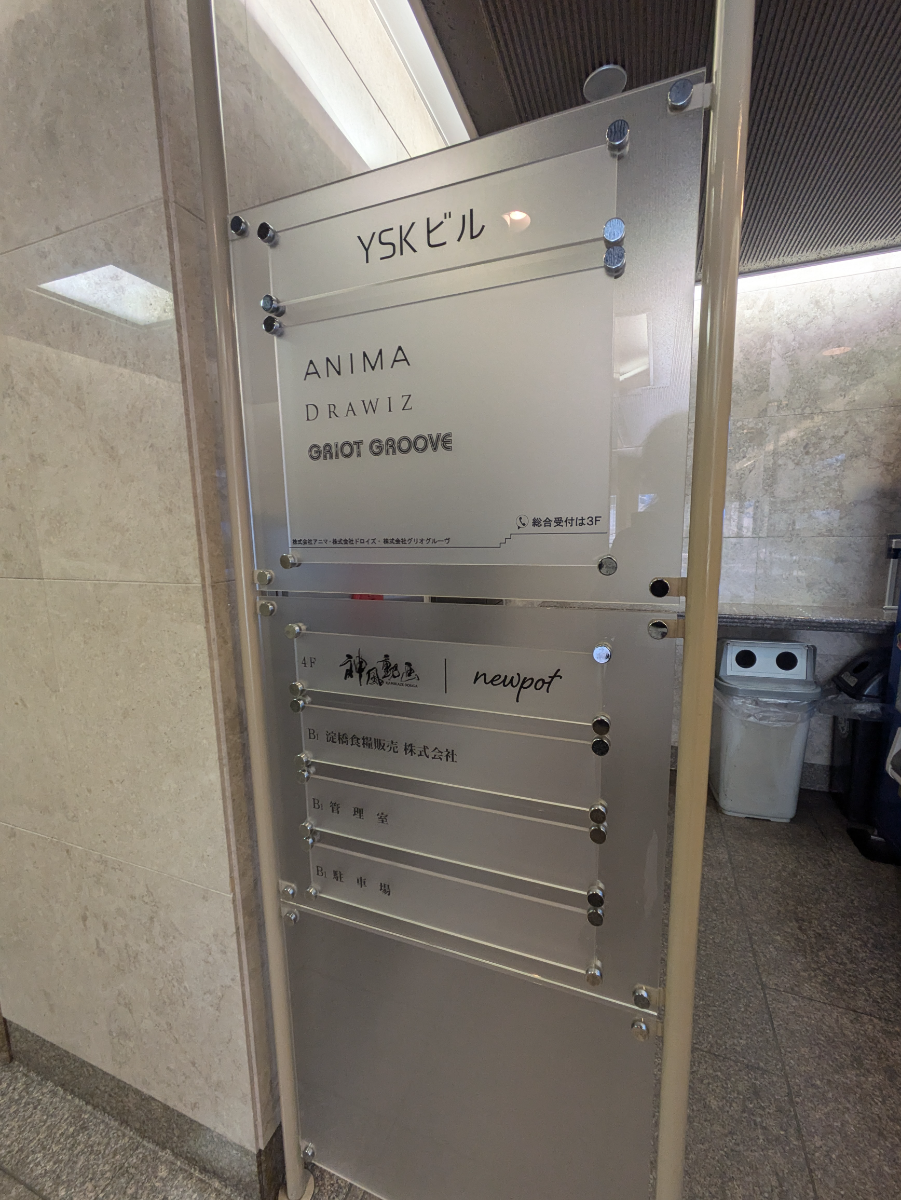 YSKビル
ANIMA
DRAWIZ
GRIOT GROOVE
総合受付は3F
株式会社アニマ・株式会社ドロイズ・株式会社グリオグルーヴ
4F 神風動画 | newpot
B1 淀橋食糧販売 株式会社
B1 管理室
B1 駐車場